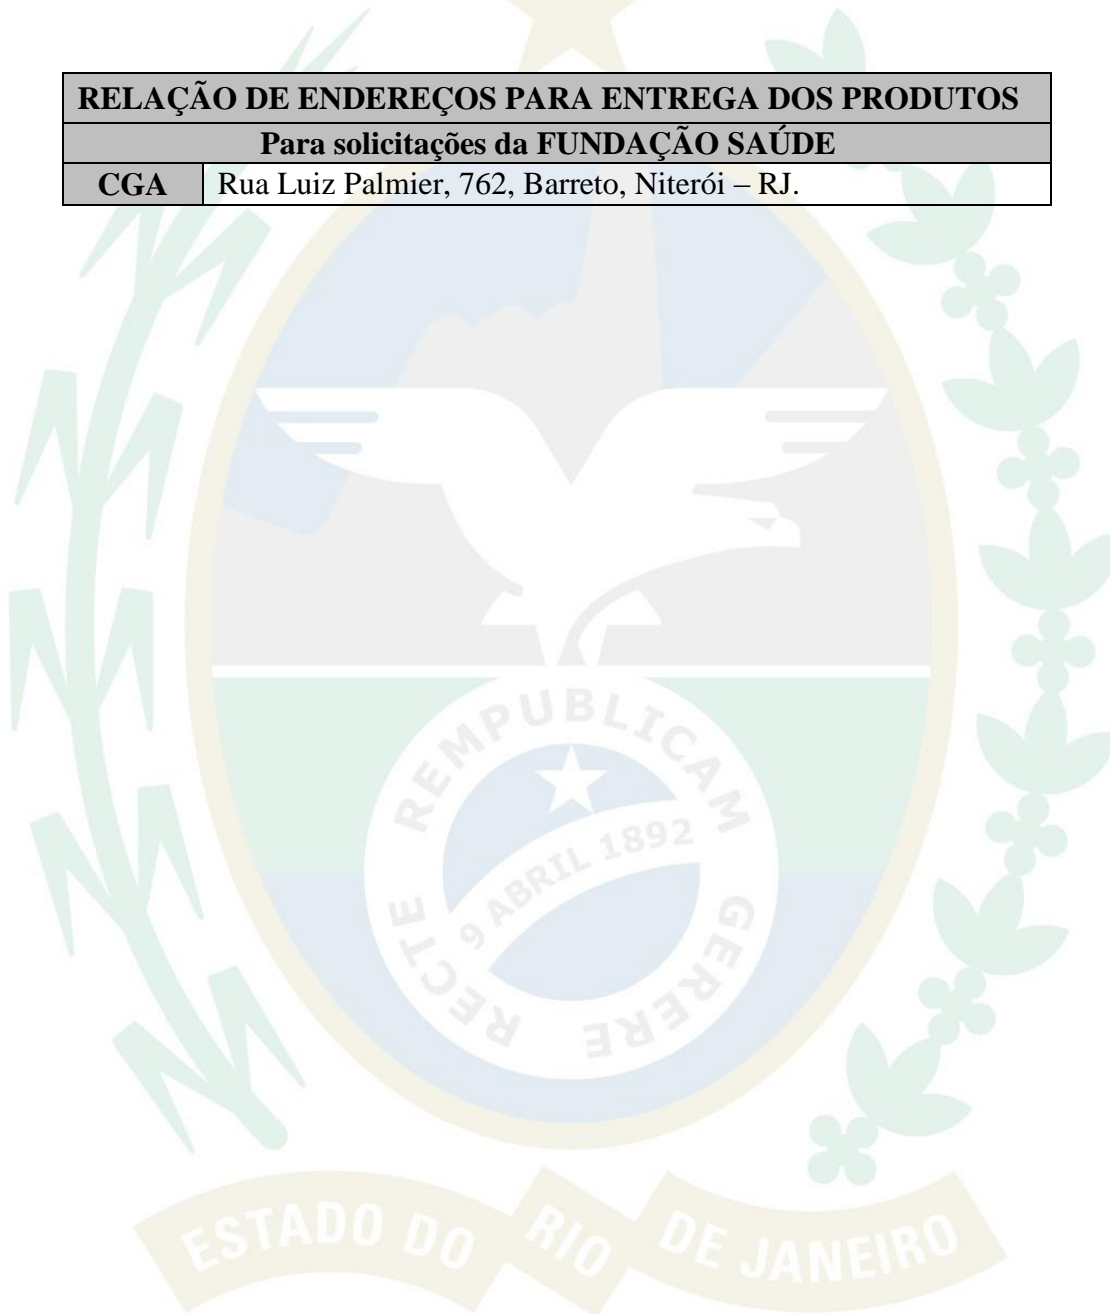 RELAÇÃO DE ENDEREÇOS PARA ENTREGA DOS PRODUTOS
Para solicitações da FUNDAÇÃO SAÚDE
CGA Rua Luiz Palmier, 762, Barreto, Niterói – RJ.
RECTE REMPUBLICAM GERERE
9 ABRIL 1892
ESTADO DO RIO DE JANEIRO